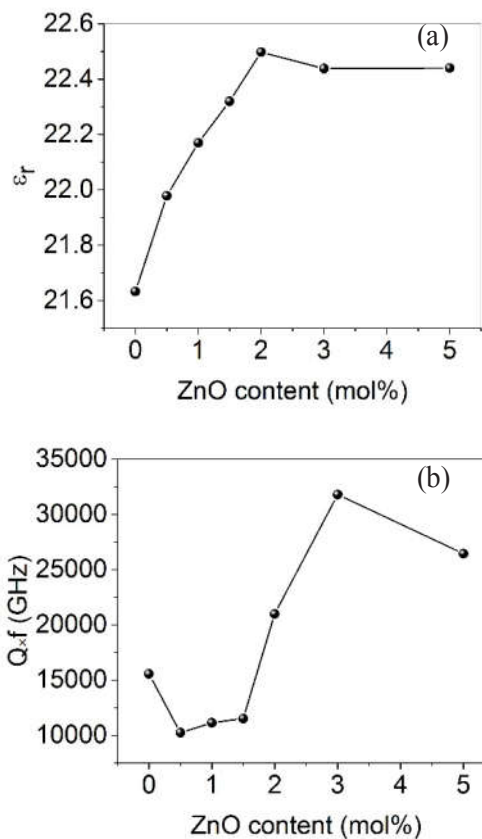 22.6
(a)
22.4
22.2
22.0
21.8
21.6
εr
0 1 2 3 4 5
ZnO content (mol%)
35000
(b)
30000
25000
20000
15000
10000
Q×f (GHz)
0 1 2 3 4 5
ZnO content (mol%)